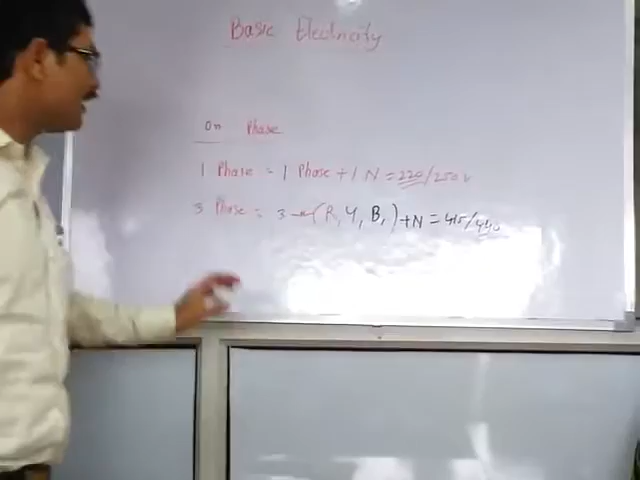 Basic Electricity
On Phase
1 Phase = 1 Phase + 1 N = 220/250 v
3 Phase = 3 (R, Y, B,) + N = 415/440